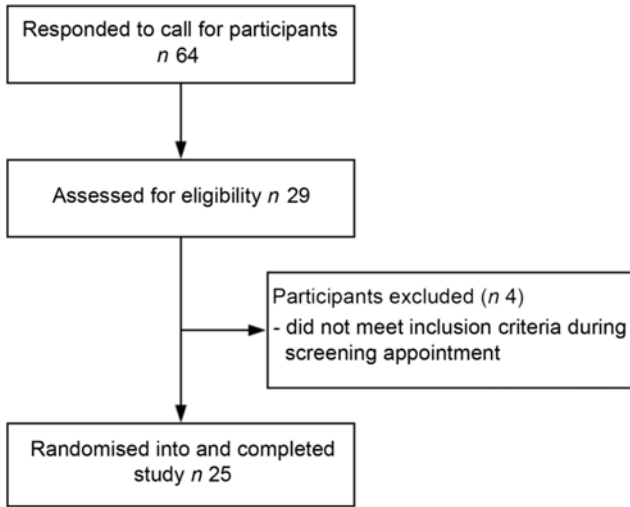 Responded to call for participants
n 64
Assessed for eligibility n 29
Participants excluded (n 4)
- did not meet inclusion criteria during
screening appointment
Randomised into and completed
study n 25